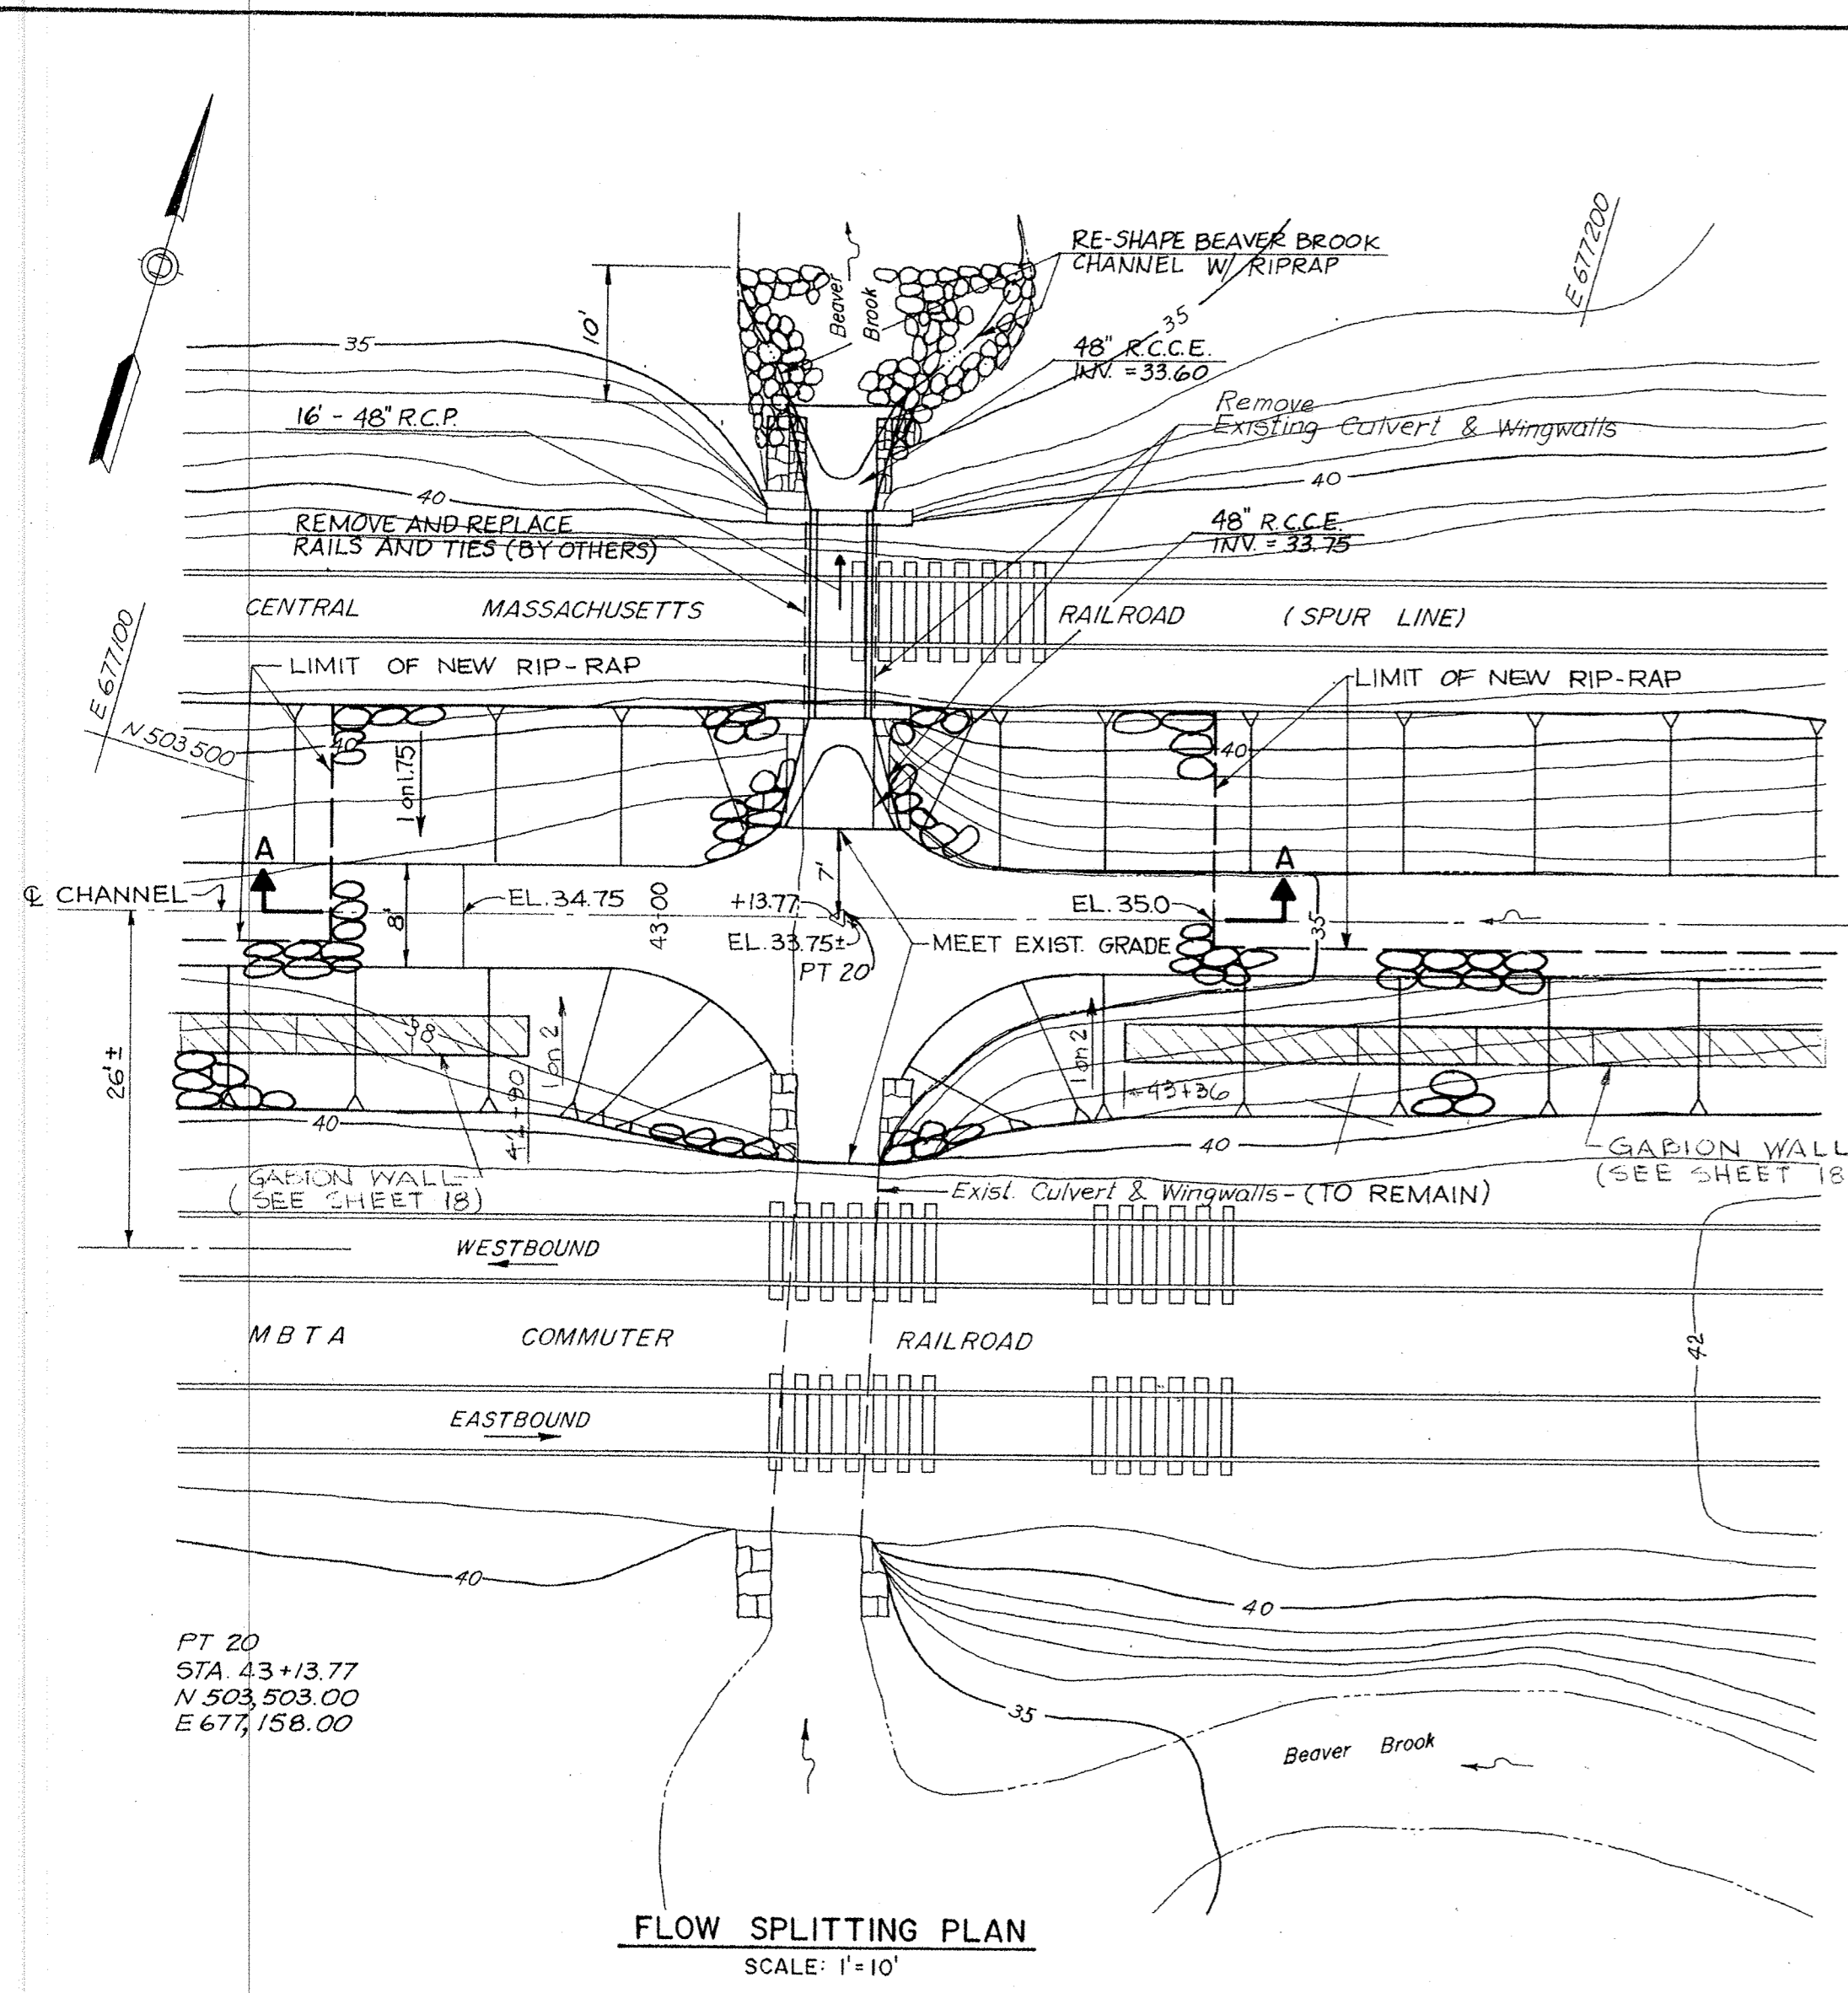 E 677200
RE-SHAPE BEAVER BROOK
CHANNEL W/ RIPRAP
Beaver
Brook
10'
35
35
48" R.C.C.E.
INV. = 33.60
Remove
Existing Culvert & Wingwalls
16' - 48" R.C.P.
40
40
REMOVE AND REPLACE
RAILS AND TIES (BY OTHERS)
48" R.C.C.E.
INV. = 33.75
CENTRAL MASSACHUSETTS RAILROAD (SPUR LINE)
E 677100
N 503500
LIMIT OF NEW RIP-RAP
LIMIT OF NEW RIP-RAP
40
40
1 on 1.75
A
A
℄ CHANNEL
8'
EL. 34.75
43+00
+13.77
7'
EL. 33.75±
PT 20
MEET EXIST. GRADE
EL. 35.0
35
38
26'±
1 on 2
1 on 2
42+90
43+36
40
40
GABION WALL
(SEE SHEET 18)
GABION WALL
(SEE SHEET 18
Exist. Culvert & Wingwalls - (TO REMAIN)
WESTBOUND
MBTA COMMUTER RAILROAD
42
EASTBOUND
40
40
PT 20
STA. 43+13.77
N 503,503.00
E 677,158.00
35
Beaver Brook
FLOW SPLITTING PLAN
SCALE: 1'=10'